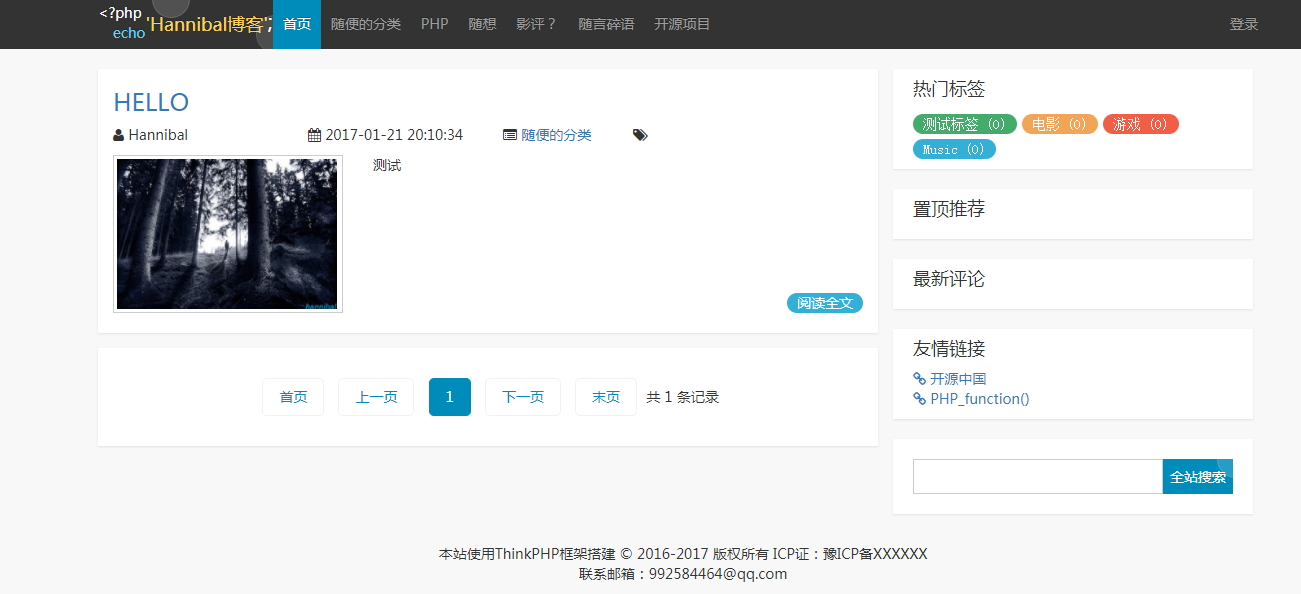 <?php
echo 'Hannibal博客'; 首页 随便的分类 PHP 随想 影评？ 随言碎语 开源项目 登录
HELLO
Hannibal 2017-01-21 20:10:34 随便的分类
测试
hannibal
阅读全文
首页 上一页 1 下一页 末页 共 1 条记录
热门标签
测试标签 (0) 电影 (0) 游戏 (0)
Music (0)
置顶推荐
最新评论
友情链接
开源中国
PHP_function()
全站搜索
本站使用ThinkPHP框架搭建 © 2016-2017 版权所有 ICP证：豫ICP备XXXXXX
联系邮箱：992584464@qq.com